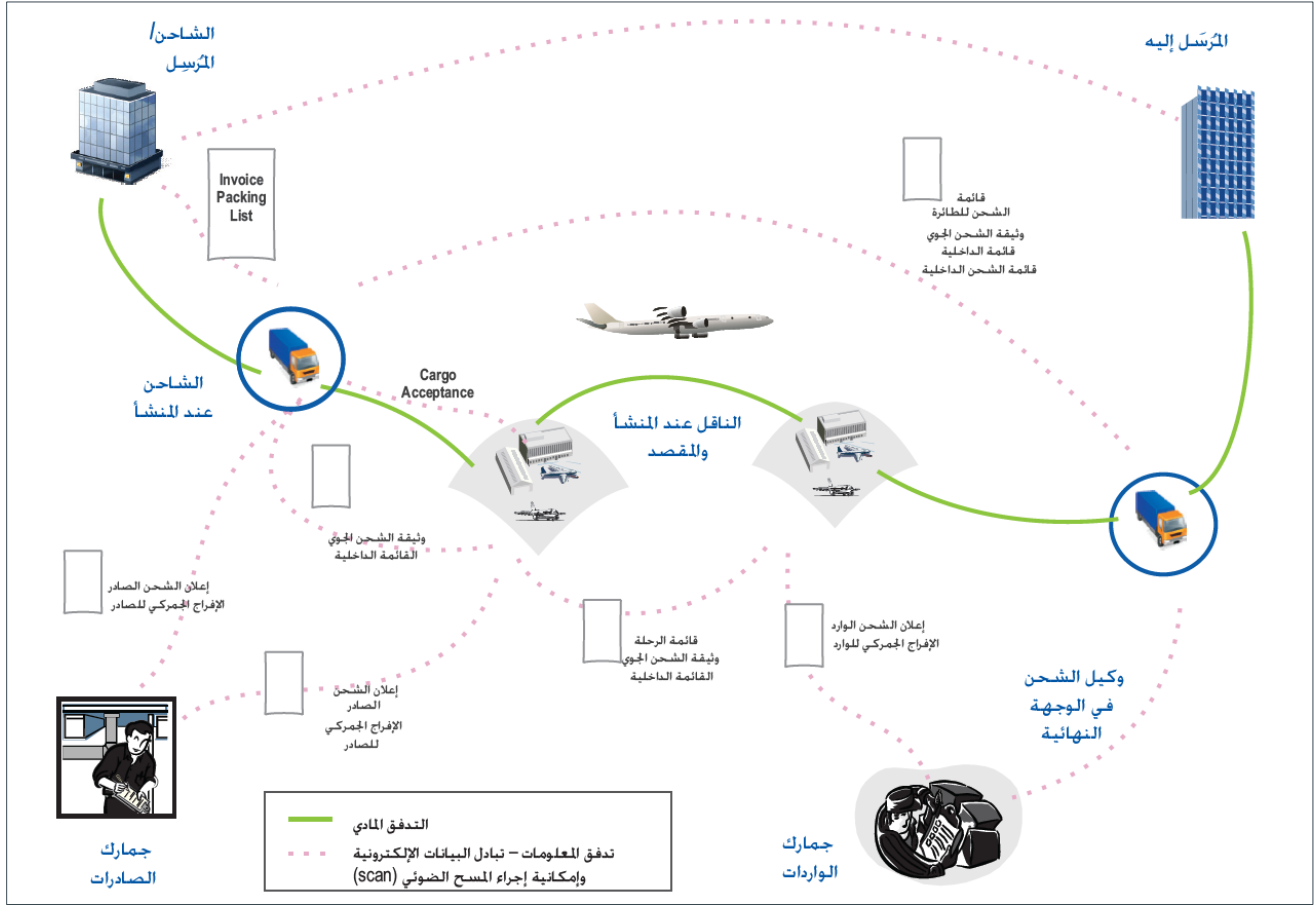 الشاحن/
المُرسِل
المُرسَل إليه
Invoice
Packing
List
قائمة
الشحن للطائرة
وثيقة الشحن الجوي
قائمة الداخلية
قائمة الشحن الداخلية
الشاحن
عند المنشأ
Cargo
Acceptance
الناقل عند المنشأ
والمقصد
وثيقة الشحن الجوي
القائمة الداخلية
إعلان الشحن الصادر
الإفراج الجمركي للصادر
قائمة الرحلة
وثيقة الشحن الجوي
القائمة الداخلية
إعلان الشحن الوارد
الإفراج الجمركي للوارد
إعلان الشحن
الصادر
الإفراج الجمركي
للصادر
وكيل الشحن
في الوجهة
النهائية
جمارك
الصادرات
جمارك
الواردات
التدفق المادي
تدفق المعلومات – تبادل البيانات الإلكترونية
وإمكانية إجراء المسح الضوئي (scan)